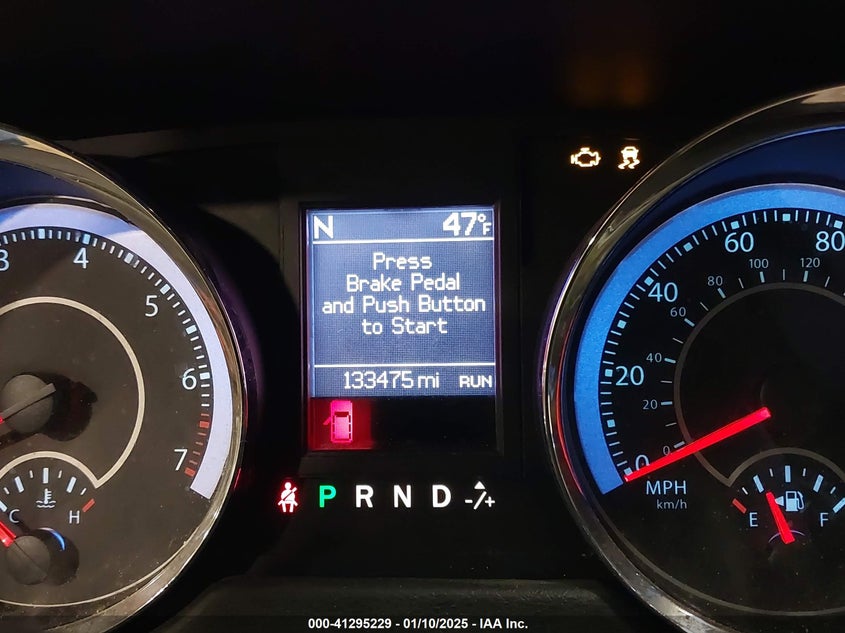 N 47°F
Press
Brake Pedal
and Push Button
to Start
133475 mi RUN
3 4 5 6 7
C H
P R N D -/+
0 20 40 60 80
0 20 40 60 80 100 120
MPH
km/h
E F
000-41295229 - 01/10/2025 - IAA Inc.